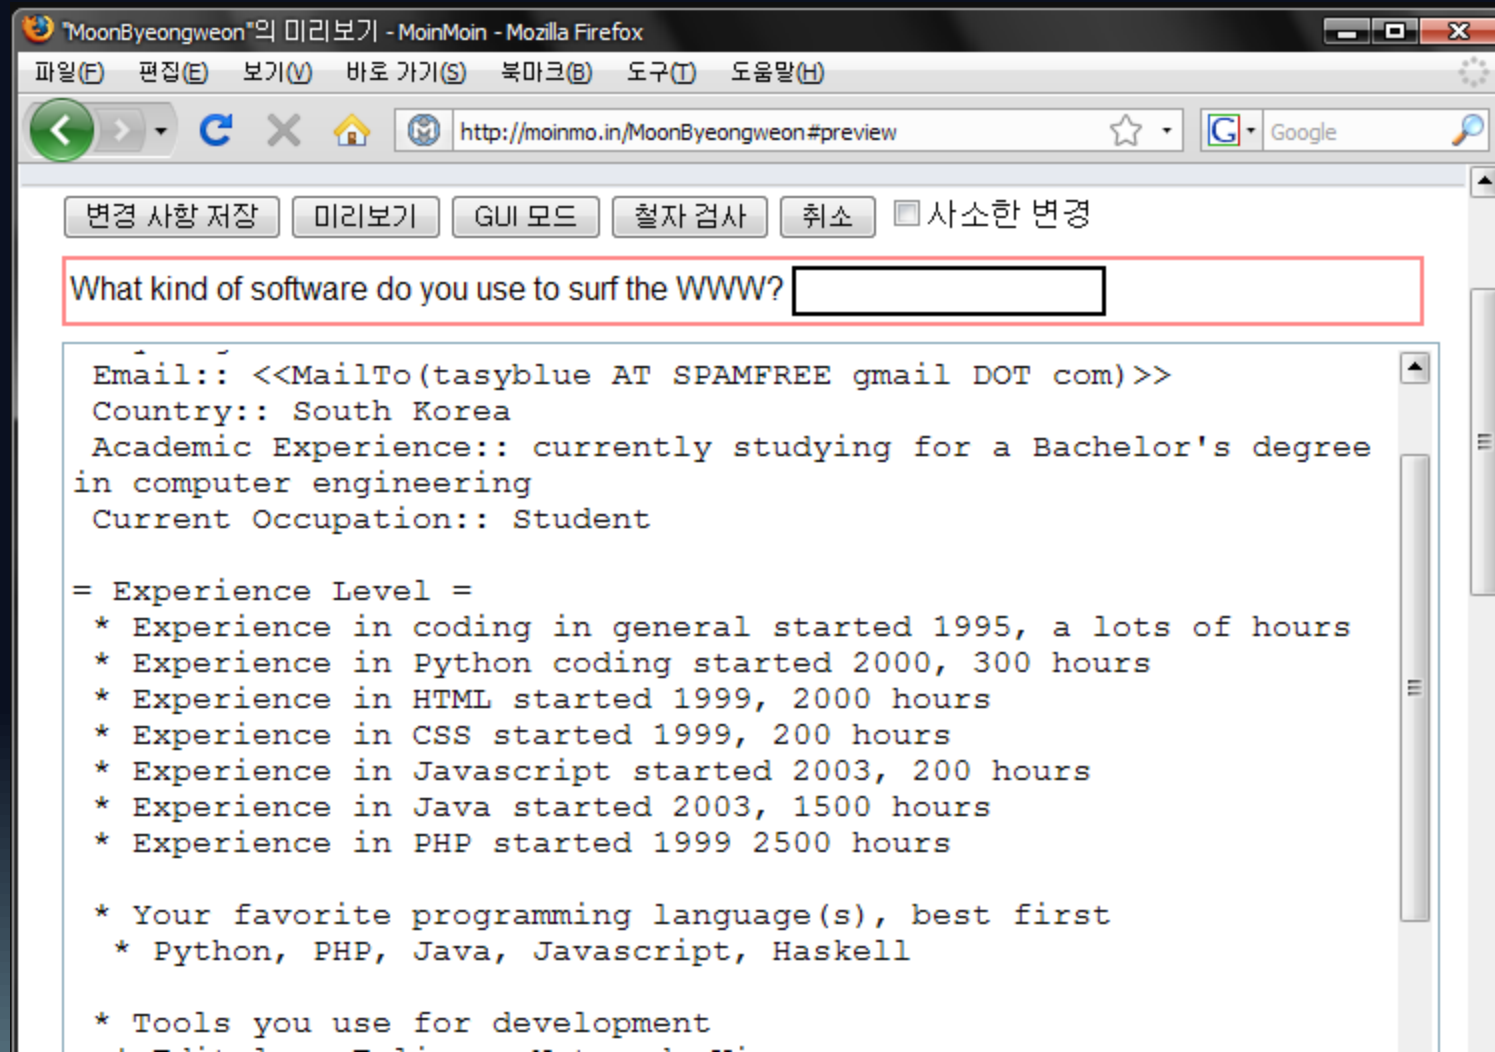 "MoonByeongweon"의 미리보기 - MoinMoin - Mozilla Firefox
파일(F) 편집(E) 보기(V) 바로 가기(S) 북마크(B) 도구(T) 도움말(H)
http://moinmo.in/MoonByeongweon#preview G Google
변경 사항 저장 미리보기 GUI 모드 철자 검사 취소 사소한 변경
What kind of software do you use to surf the WWW?
Email:: <<MailTo(tasyblue AT SPAMFREE gmail DOT com)>>
Country:: South Korea
Academic Experience:: currently studying for a Bachelor's degree
in computer engineering
Current Occupation:: Student
= Experience Level =
* Experience in coding in general started 1995, a lots of hours
* Experience in Python coding started 2000, 300 hours
* Experience in HTML started 1999, 2000 hours
* Experience in CSS started 1999, 200 hours
* Experience in Javascript started 2003, 200 hours
* Experience in Java started 2003, 1500 hours
* Experience in PHP started 1999 2500 hours
* Your favorite programming language(s), best first
* Python, PHP, Java, Javascript, Haskell
* Tools you use for development